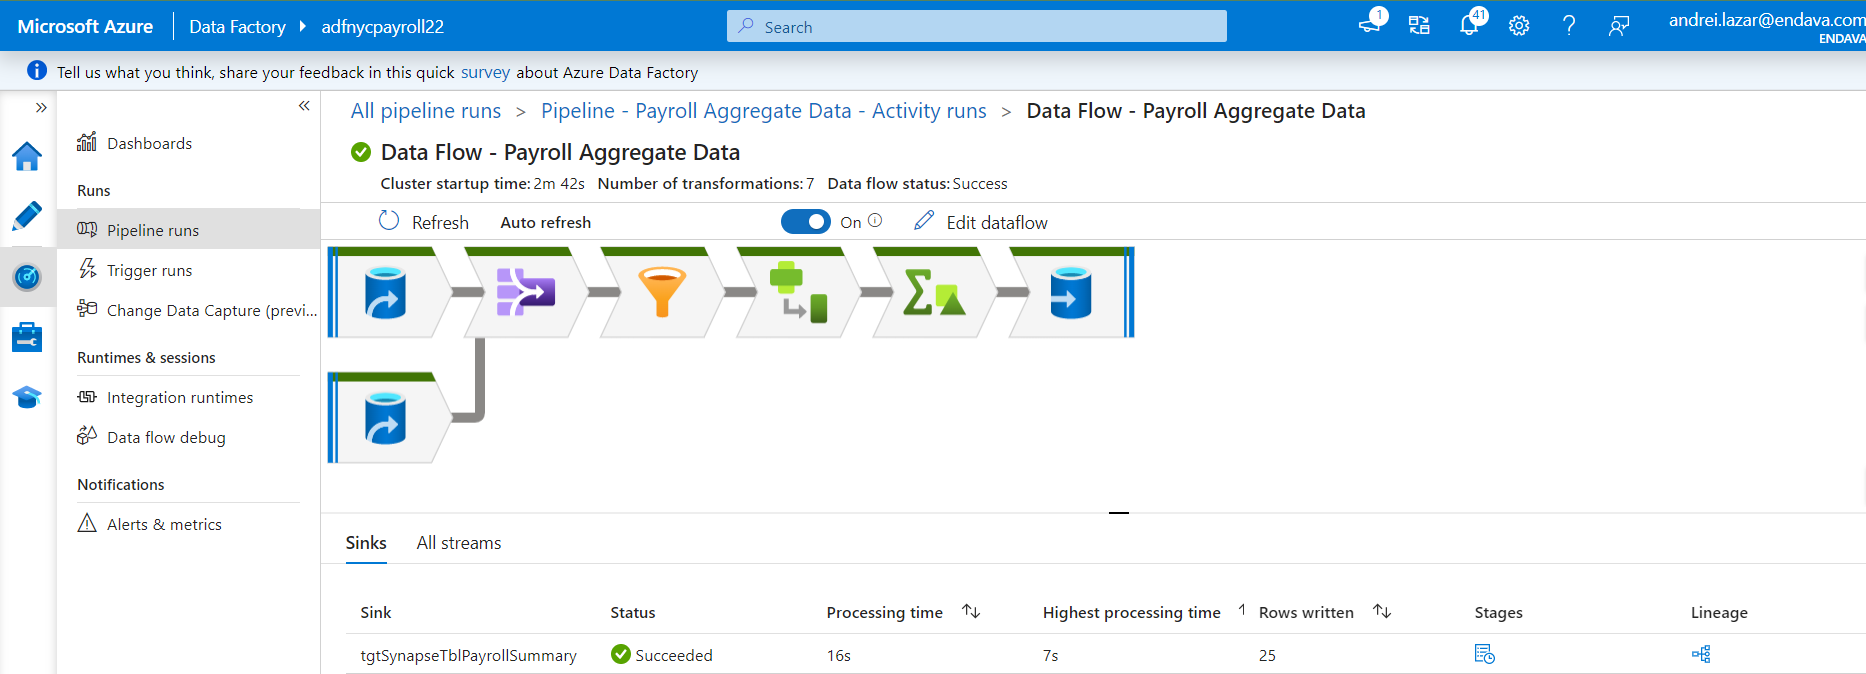 Microsoft Azure
Data Factory
adfnycpayroll22
Search
1
41
andrei.lazar@endava.com
ENDAVA
Tell us what you think, share your feedback in this quick survey about Azure Data Factory
Dashboards
Runs
Pipeline runs
Trigger runs
Change Data Capture (previ...
Runtimes & sessions
Integration runtimes
Data flow debug
Notifications
Alerts & metrics
All pipeline runs > Pipeline - Payroll Aggregate Data - Activity runs > Data Flow - Payroll Aggregate Data
Data Flow - Payroll Aggregate Data
Cluster startup time: 2m 42s Number of transformations: 7 Data flow status: Success
Refresh Auto refresh On Edit dataflow
Sinks All streams
Sink Status Processing time Highest processing time Rows written Stages Lineage
tgtSynapseTblPayrollSummary Succeeded 16s 7s 25